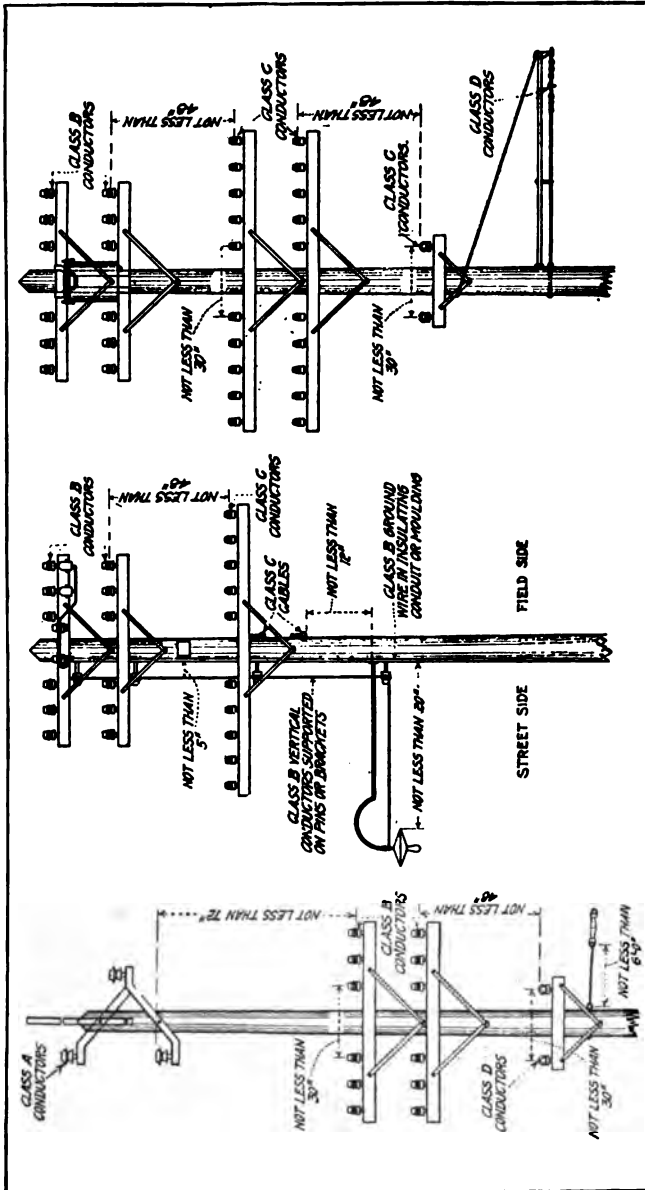 CLASS A
CONDUCTORS
NOT LESS THAN 72"
CLASS B
CONDUCTORS
NOT LESS THAN
30"
NOT LESS THAN
48"
CLASS D
CONDUCTORS
NOT LESS THAN
30"
NOT LESS THAN
CLASS B
CONDUCTORS
NOT LESS THAN
48"
CLASS C
CONDUCTORS
NOT LESS THAN
5"
CLASS C
CABLES
CLASS B VERTICAL
CONDUCTORS SUPPORTED
ON PINS OR BRACKETS
NOT LESS THAN
12"
CLASS B GROUND
WIRE IN INSULATING
CONDUIT OR MOULDING
NOT LESS THAN 20"
STREET SIDE
FIELD SIDE
CLASS B
CONDUCTORS
NOT LESS THAN
48"
CLASS C
CONDUCTORS
NOT LESS THAN
30"
NOT LESS THAN
48"
CLASS C
CONDUCTORS.
NOT LESS THAN
30"
CLASS D
CONDUCTORS